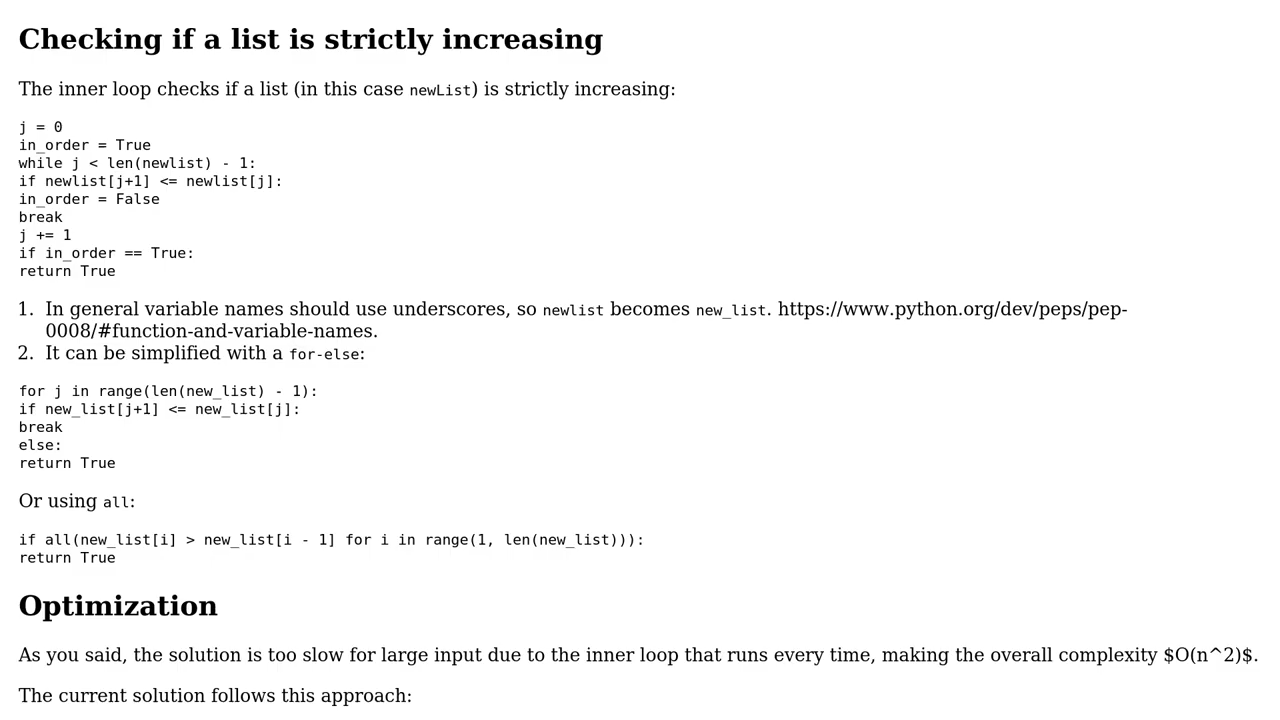 Checking if a list is strictly increasing
The inner loop checks if a list (in this case newList) is strictly increasing:
j = 0
in_order = True
while j < len(newlist) - 1:
if newlist[j+1] <= newlist[j]:
in_order = False
break
j += 1
if in_order == True:
return True
1. In general variable names should use underscores, so newlist becomes new_list. https://www.python.org/dev/peps/pep-
0008/#function-and-variable-names.
2. It can be simplified with a for-else:
for j in range(len(new_list) - 1):
if new_list[j+1] <= new_list[j]:
break
else:
return True
Or using all:
if all(new_list[i] > new_list[i - 1] for i in range(1, len(new_list))):
return True
Optimization
As you said, the solution is too slow for large input due to the inner loop that runs every time, making the overall complexity $O(n^2)$.
The current solution follows this approach: